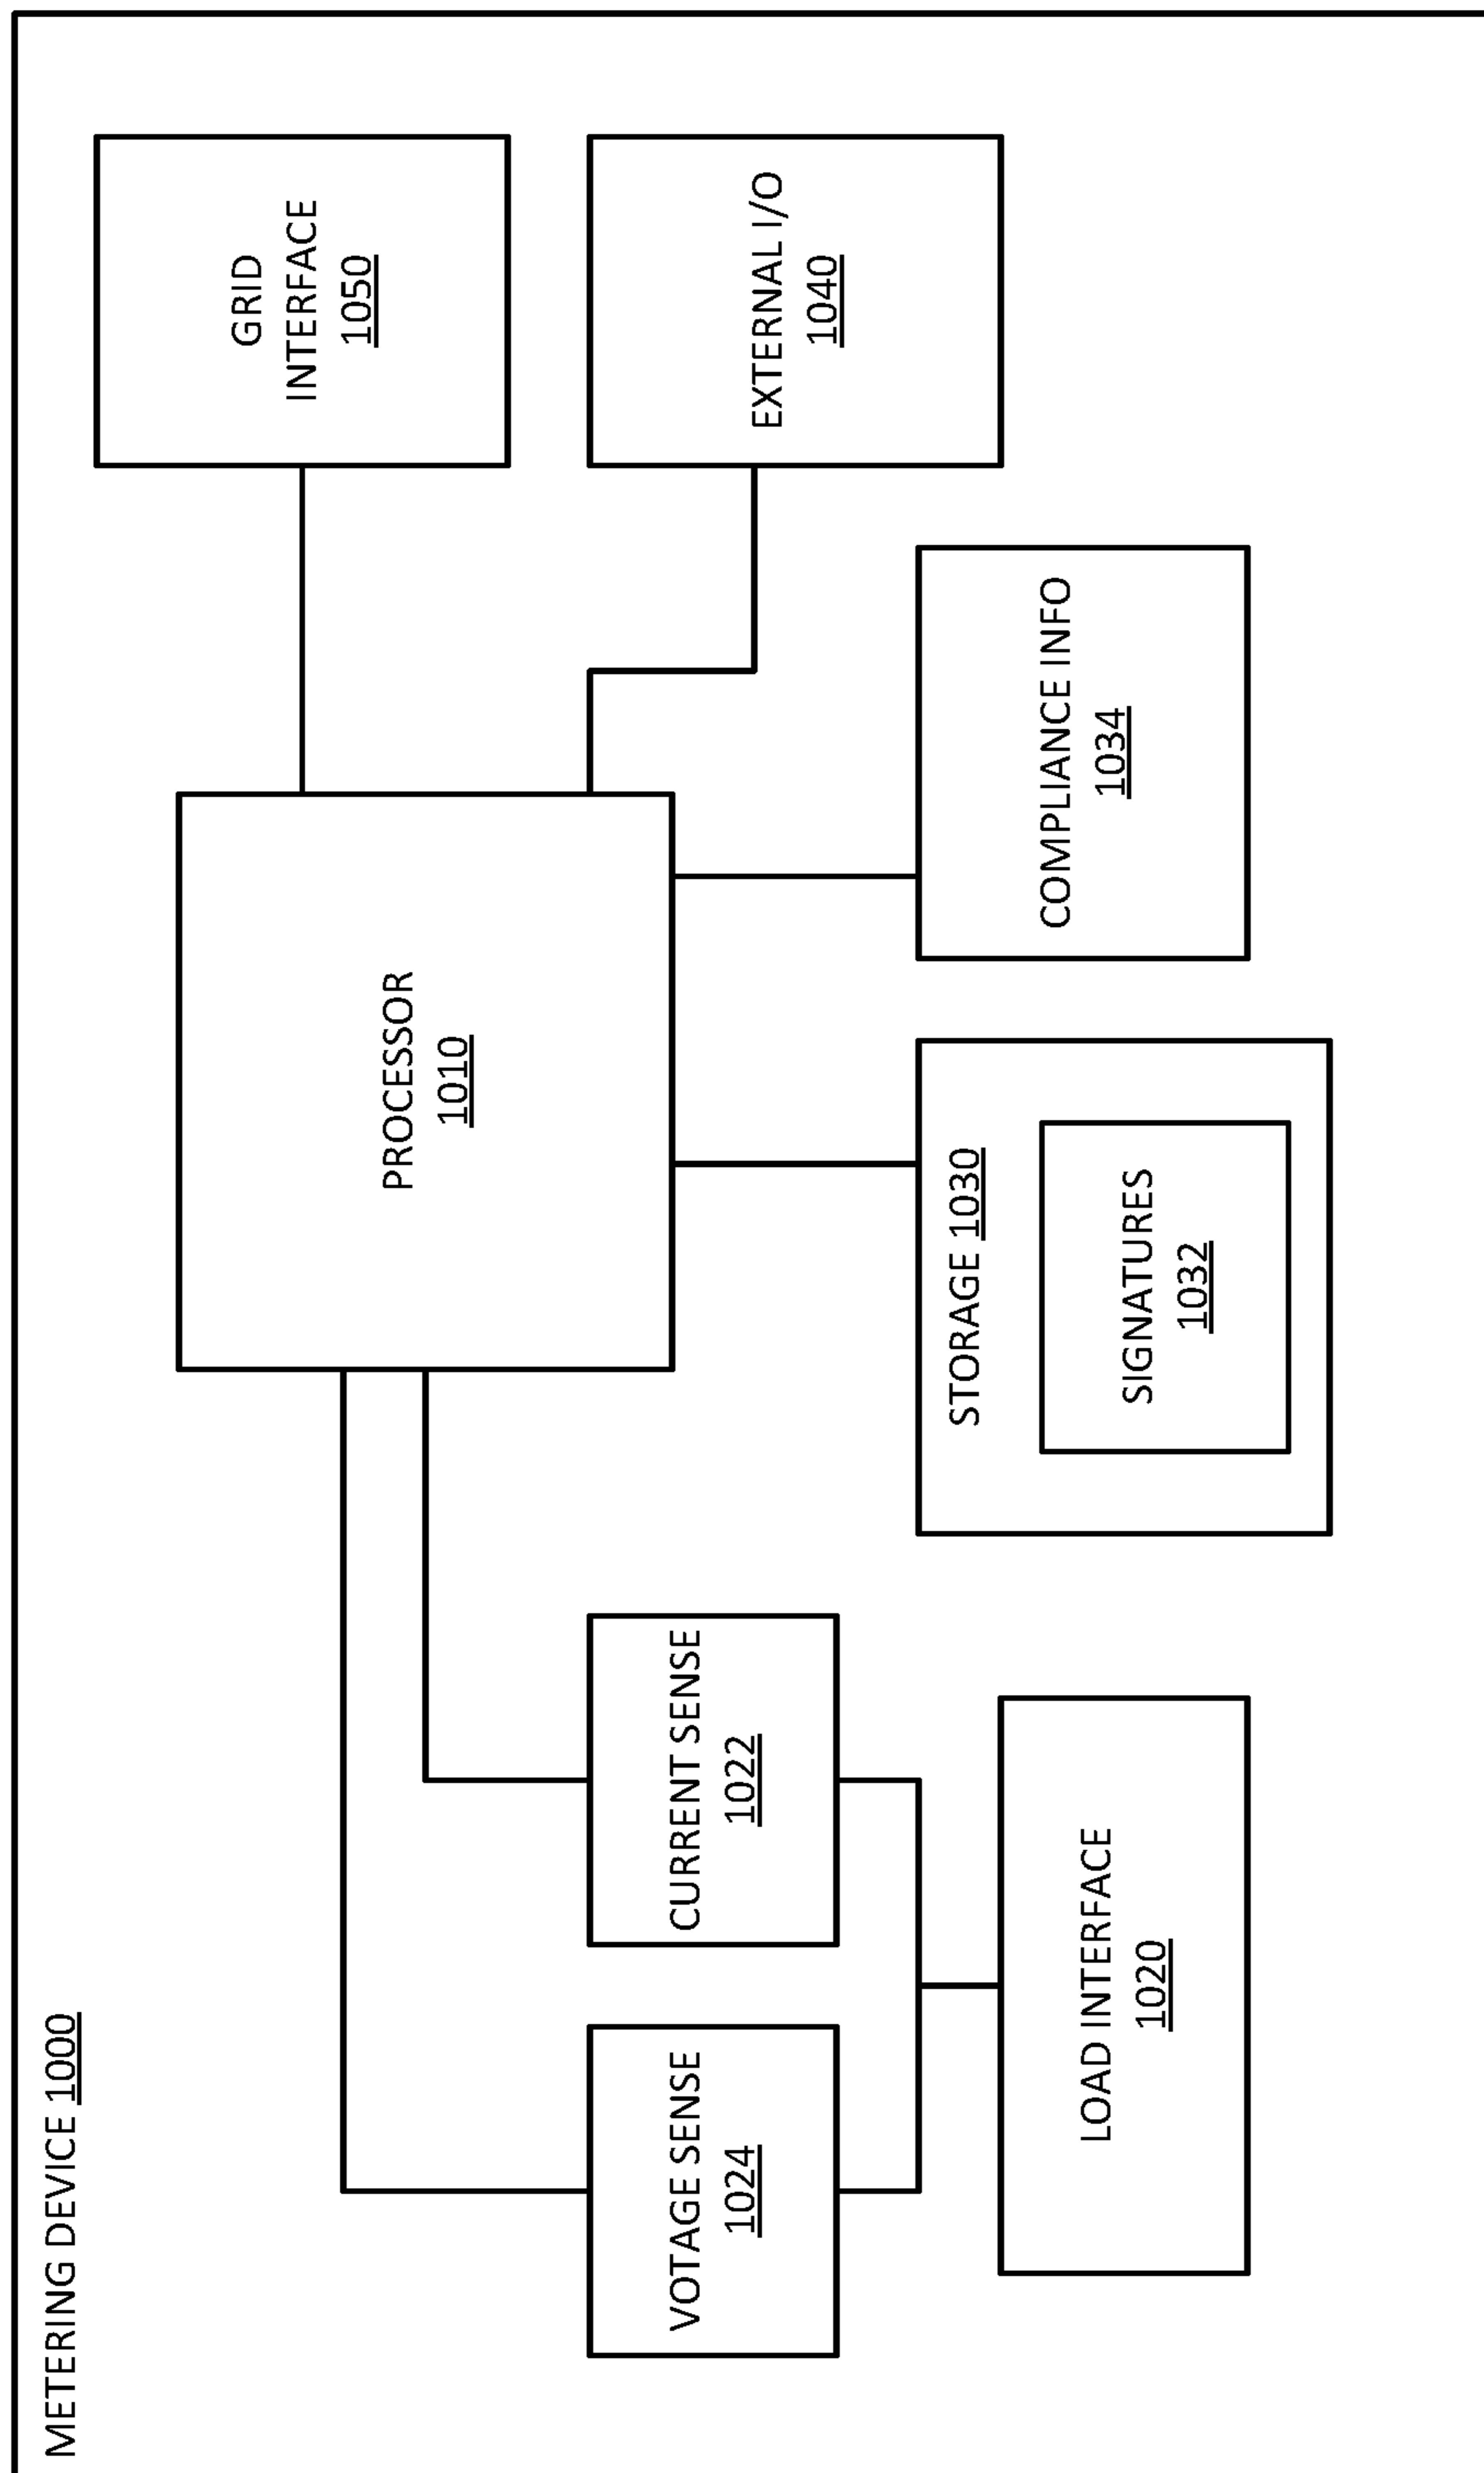 METERING DEVICE 1000
GRID
INTERFACE
1050
PROCESSOR
1010
VOTAGE SENSE
1024
CURRENT SENSE
1022
EXTERNAL I/O
1040
STORAGE 1030
SIGNATURES
1032
COMPLIANCE INFO
1034
LOAD INTERFACE
1020